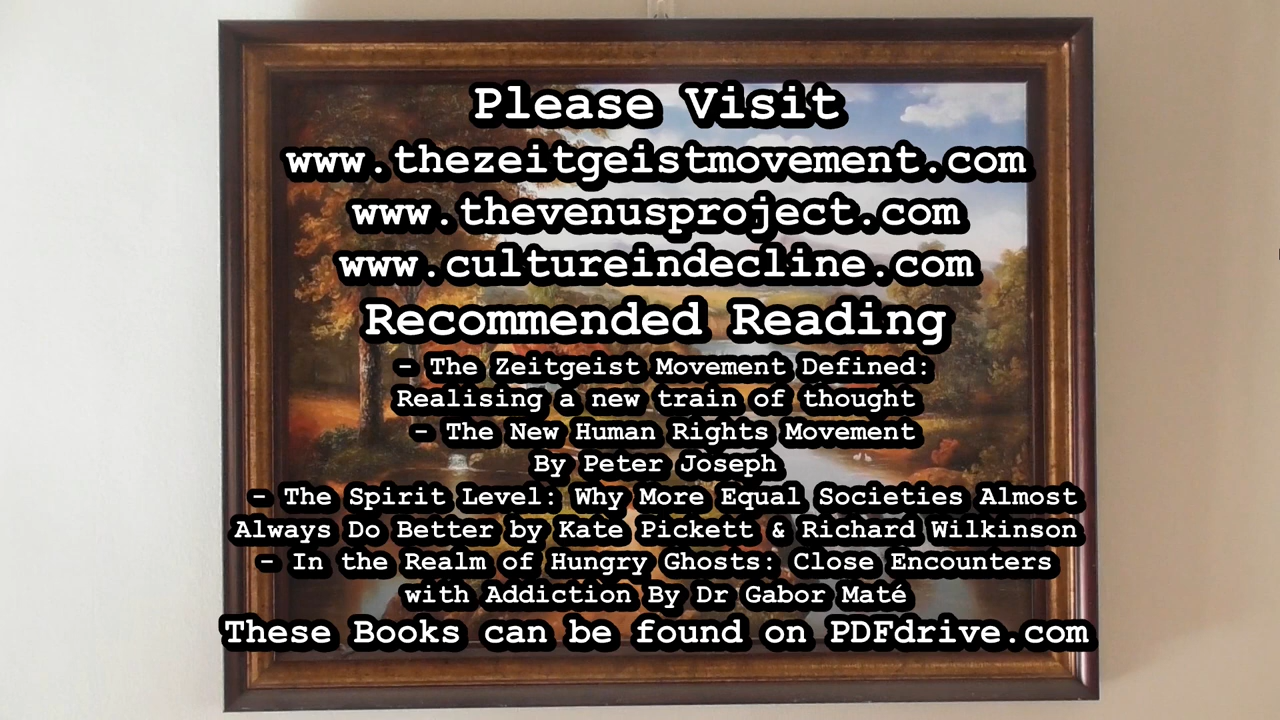 Please Visit
www.thezeitgeistmovement.com
www.thevenusproject.com
www.cultureindecline.com
Recommended Reading
- The Zeitgeist Movement Defined:
Realising a new train of thought
- The New Human Rights Movement
By Peter Joseph
- The Spirit Level: Why More Equal Societies Almost
Always Do Better by Kate Pickett & Richard Wilkinson
- In the Realm of Hungry Ghosts: Close Encounters
with Addiction By Dr Gabor Maté
These Books can be found on PDFdrive.com